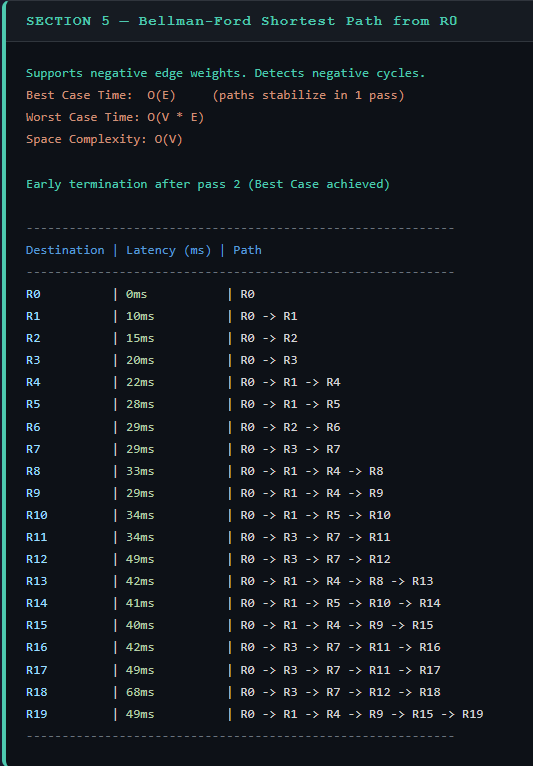 SECTION 5 — Bellman-Ford Shortest Path from R0
Supports negative edge weights. Detects negative cycles.
Best Case Time:  O(E)     (paths stabilize in 1 pass)
Worst Case Time: O(V * E)
Space Complexity: O(V)
Early termination after pass 2 (Best Case achieved)
------------------------------------------------------------
Destination | Latency (ms) | Path
------------------------------------------------------------
R0          | 0ms           | R0
R1          | 10ms          | R0 -> R1
R2          | 15ms          | R0 -> R2
R3          | 20ms          | R0 -> R3
R4          | 22ms          | R0 -> R1 -> R4
R5          | 28ms          | R0 -> R1 -> R5
R6          | 29ms          | R0 -> R2 -> R6
R7          | 29ms          | R0 -> R3 -> R7
R8          | 33ms          | R0 -> R1 -> R4 -> R8
R9          | 29ms          | R0 -> R1 -> R4 -> R9
R10         | 34ms          | R0 -> R1 -> R5 -> R10
R11         | 34ms          | R0 -> R3 -> R7 -> R11
R12         | 49ms          | R0 -> R3 -> R7 -> R12
R13         | 42ms          | R0 -> R1 -> R4 -> R8 -> R13
R14         | 41ms          | R0 -> R1 -> R5 -> R10 -> R14
R15         | 40ms          | R0 -> R1 -> R4 -> R9 -> R15
R16         | 42ms          | R0 -> R3 -> R7 -> R11 -> R16
R17         | 49ms          | R0 -> R3 -> R7 -> R11 -> R17
R18         | 68ms          | R0 -> R3 -> R7 -> R12 -> R18
R19         | 49ms          | R0 -> R1 -> R4 -> R9 -> R15 -> R19
------------------------------------------------------------